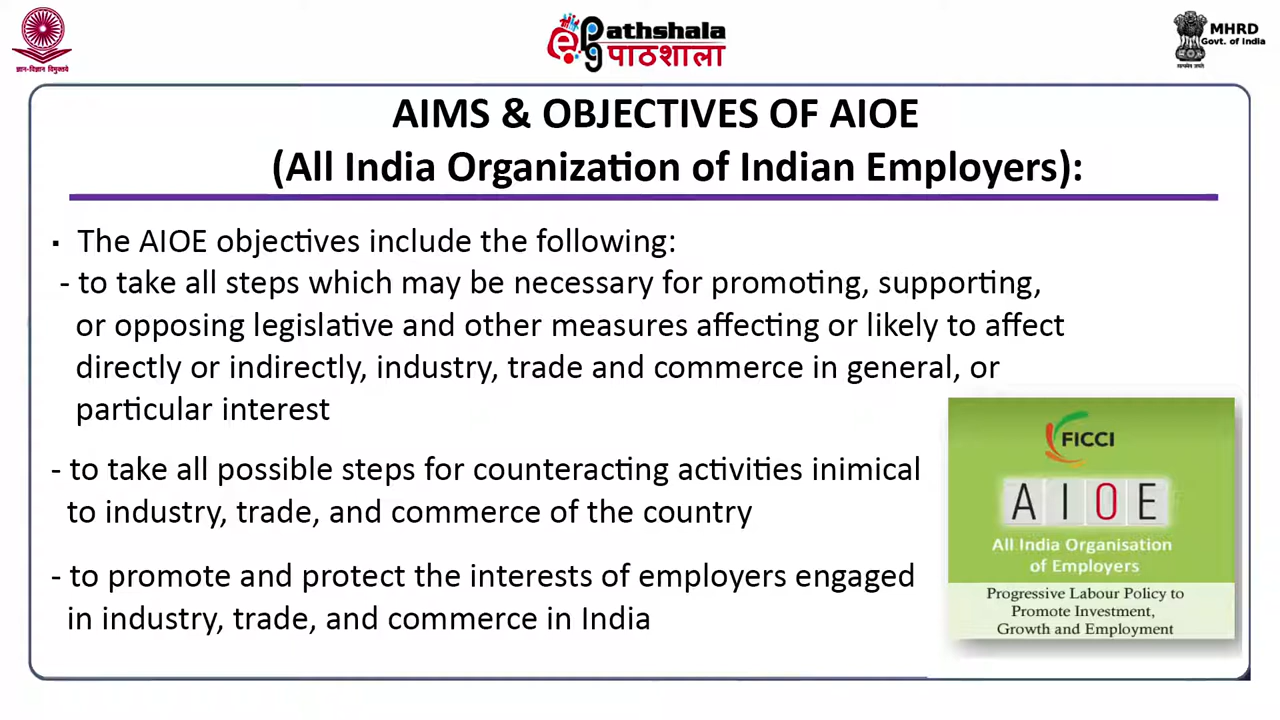 ज्ञान-विज्ञान विमुक्तये
epg Pathshala
पाठशाला
MHRD
Govt. of India
सत्यमेव जयते
AIMS & OBJECTIVES OF AIOE
(All India Organization of Indian Employers):
▪ The AIOE objectives include the following:
- to take all steps which may be necessary for promoting, supporting,
or opposing legislative and other measures affecting or likely to affect
directly or indirectly, industry, trade and commerce in general, or
particular interest
- to take all possible steps for counteracting activities inimical
to industry, trade, and commerce of the country
- to promote and protect the interests of employers engaged
in industry, trade, and commerce in India
FICCI
AIOE
All India Organisation
of Employers
Progressive Labour Policy to
Promote Investment,
Growth and Employment